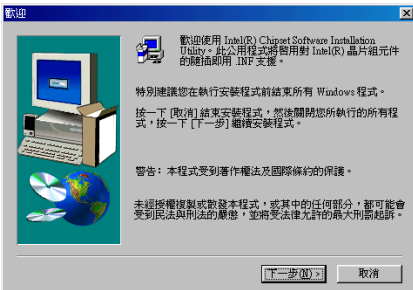 歡迎
歡迎使用 Intel(R) Chipset Software Installation
Utility。此公用程式將啓用對 Intel(R) 晶片組元件
的隨插即用 .INF 支援。
特別建議您在執行安裝程式前結束所有 Windows 程式。
按一下 [取消] 結束安裝程式，然後關閉您所執行的所有程
式，按一下 [下一步] 繼續安裝程式。
警告: 本程式受到著作權法及國際條約的保護。
未經授權複製或散發本程式，或其中的任何部分，都可能會
受到民法與刑法的嚴懲，並將受法律允許的最大刑罰起訴。
下一步(N) >
取消